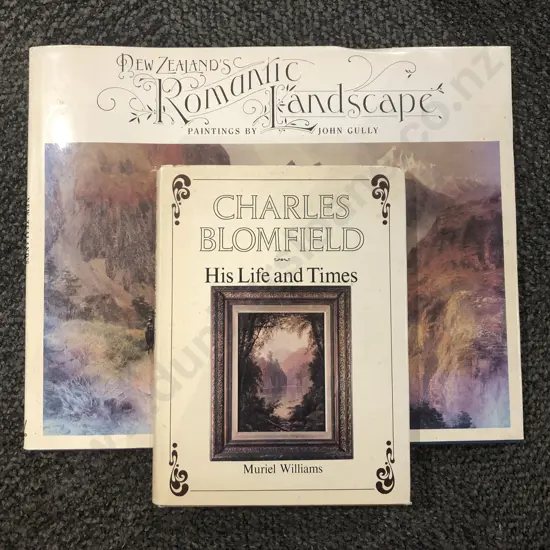 New Zealand's
Romantic Landscape
PAINTINGS BY JOHN GULLY
CHARLES
BLOMFIELD
His Life and Times
Muriel Williams